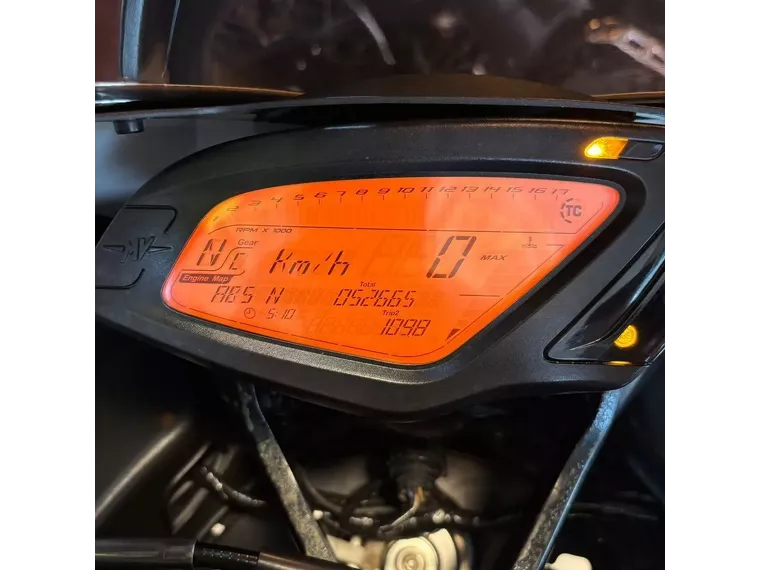 1 2 3 4 5 6 7 8 9 10 11 12 13 14 15 16 17
RPM X 1000
TC
N Gear
C
Km/h
0 MAX
Engine Map
ABS N
Total
052665
5:10
Trip2
1098
MV